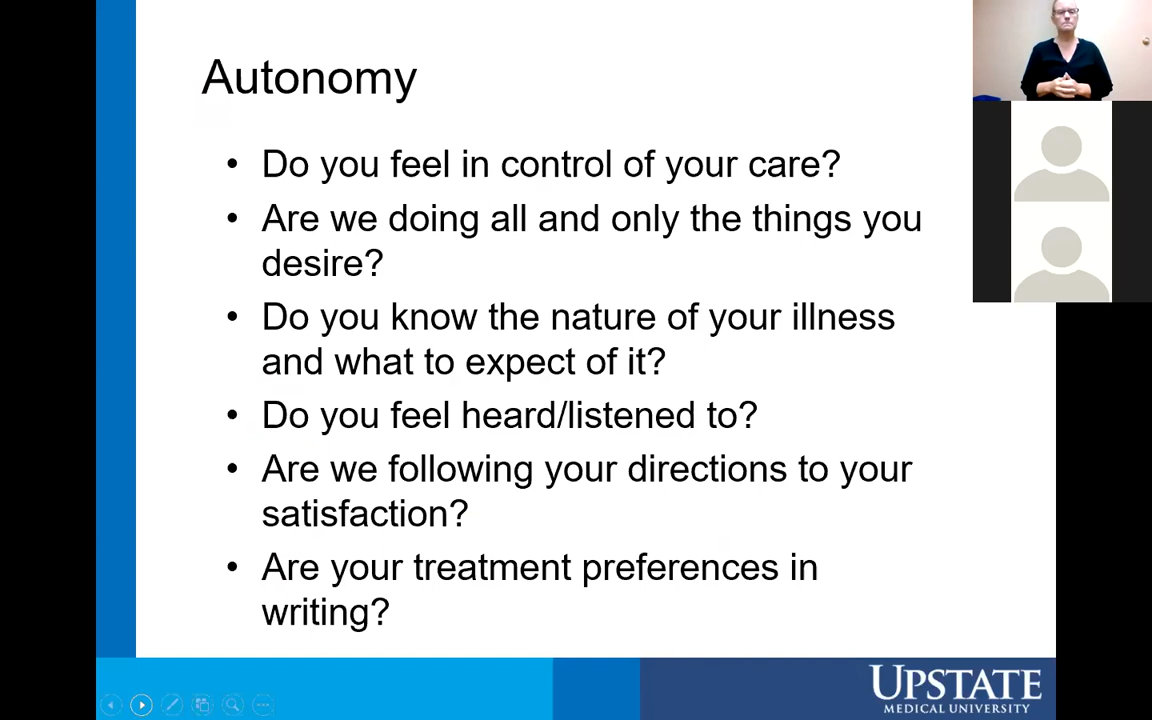 Autonomy
• Do you feel in control of your care?
• Are we doing all and only the things you
desire?
• Do you know the nature of your illness
and what to expect of it?
• Do you feel heard/listened to?
• Are we following your directions to your
satisfaction?
• Are your treatment preferences in
writing?
UPSTATE
MEDICAL UNIVERSITY